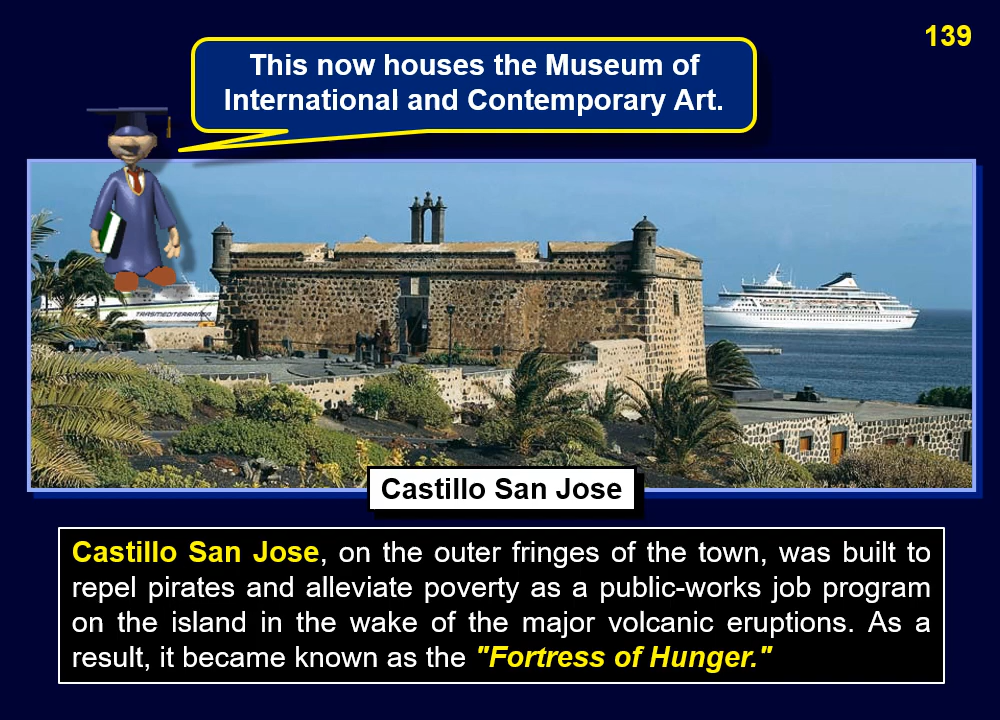 139
This now houses the Museum of
International and Contemporary Art.
TRASMEDITERRANEA
Castillo San Jose
Castillo San Jose, on the outer fringes of the town, was built to
repel pirates and alleviate poverty as a public-works job program
on the island in the wake of the major volcanic eruptions. As a
result, it became known as the "Fortress of Hunger."